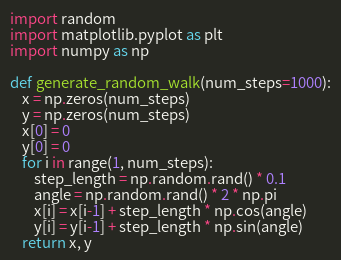 import random
import matplotlib.pyplot as plt
import numpy as np

def generate_random_walk(num_steps=1000):
    x = np.zeros(num_steps)
    y = np.zeros(num_steps)
    x[0] = 0
    y[0] = 0
    for i in range(1, num_steps):
        step_length = np.random.rand() * 0.1
        angle = np.random.rand() * 2 * np.pi
        x[i] = x[i-1] + step_length * np.cos(angle)
        y[i] = y[i-1] + step_length * np.sin(angle)
    return x, y